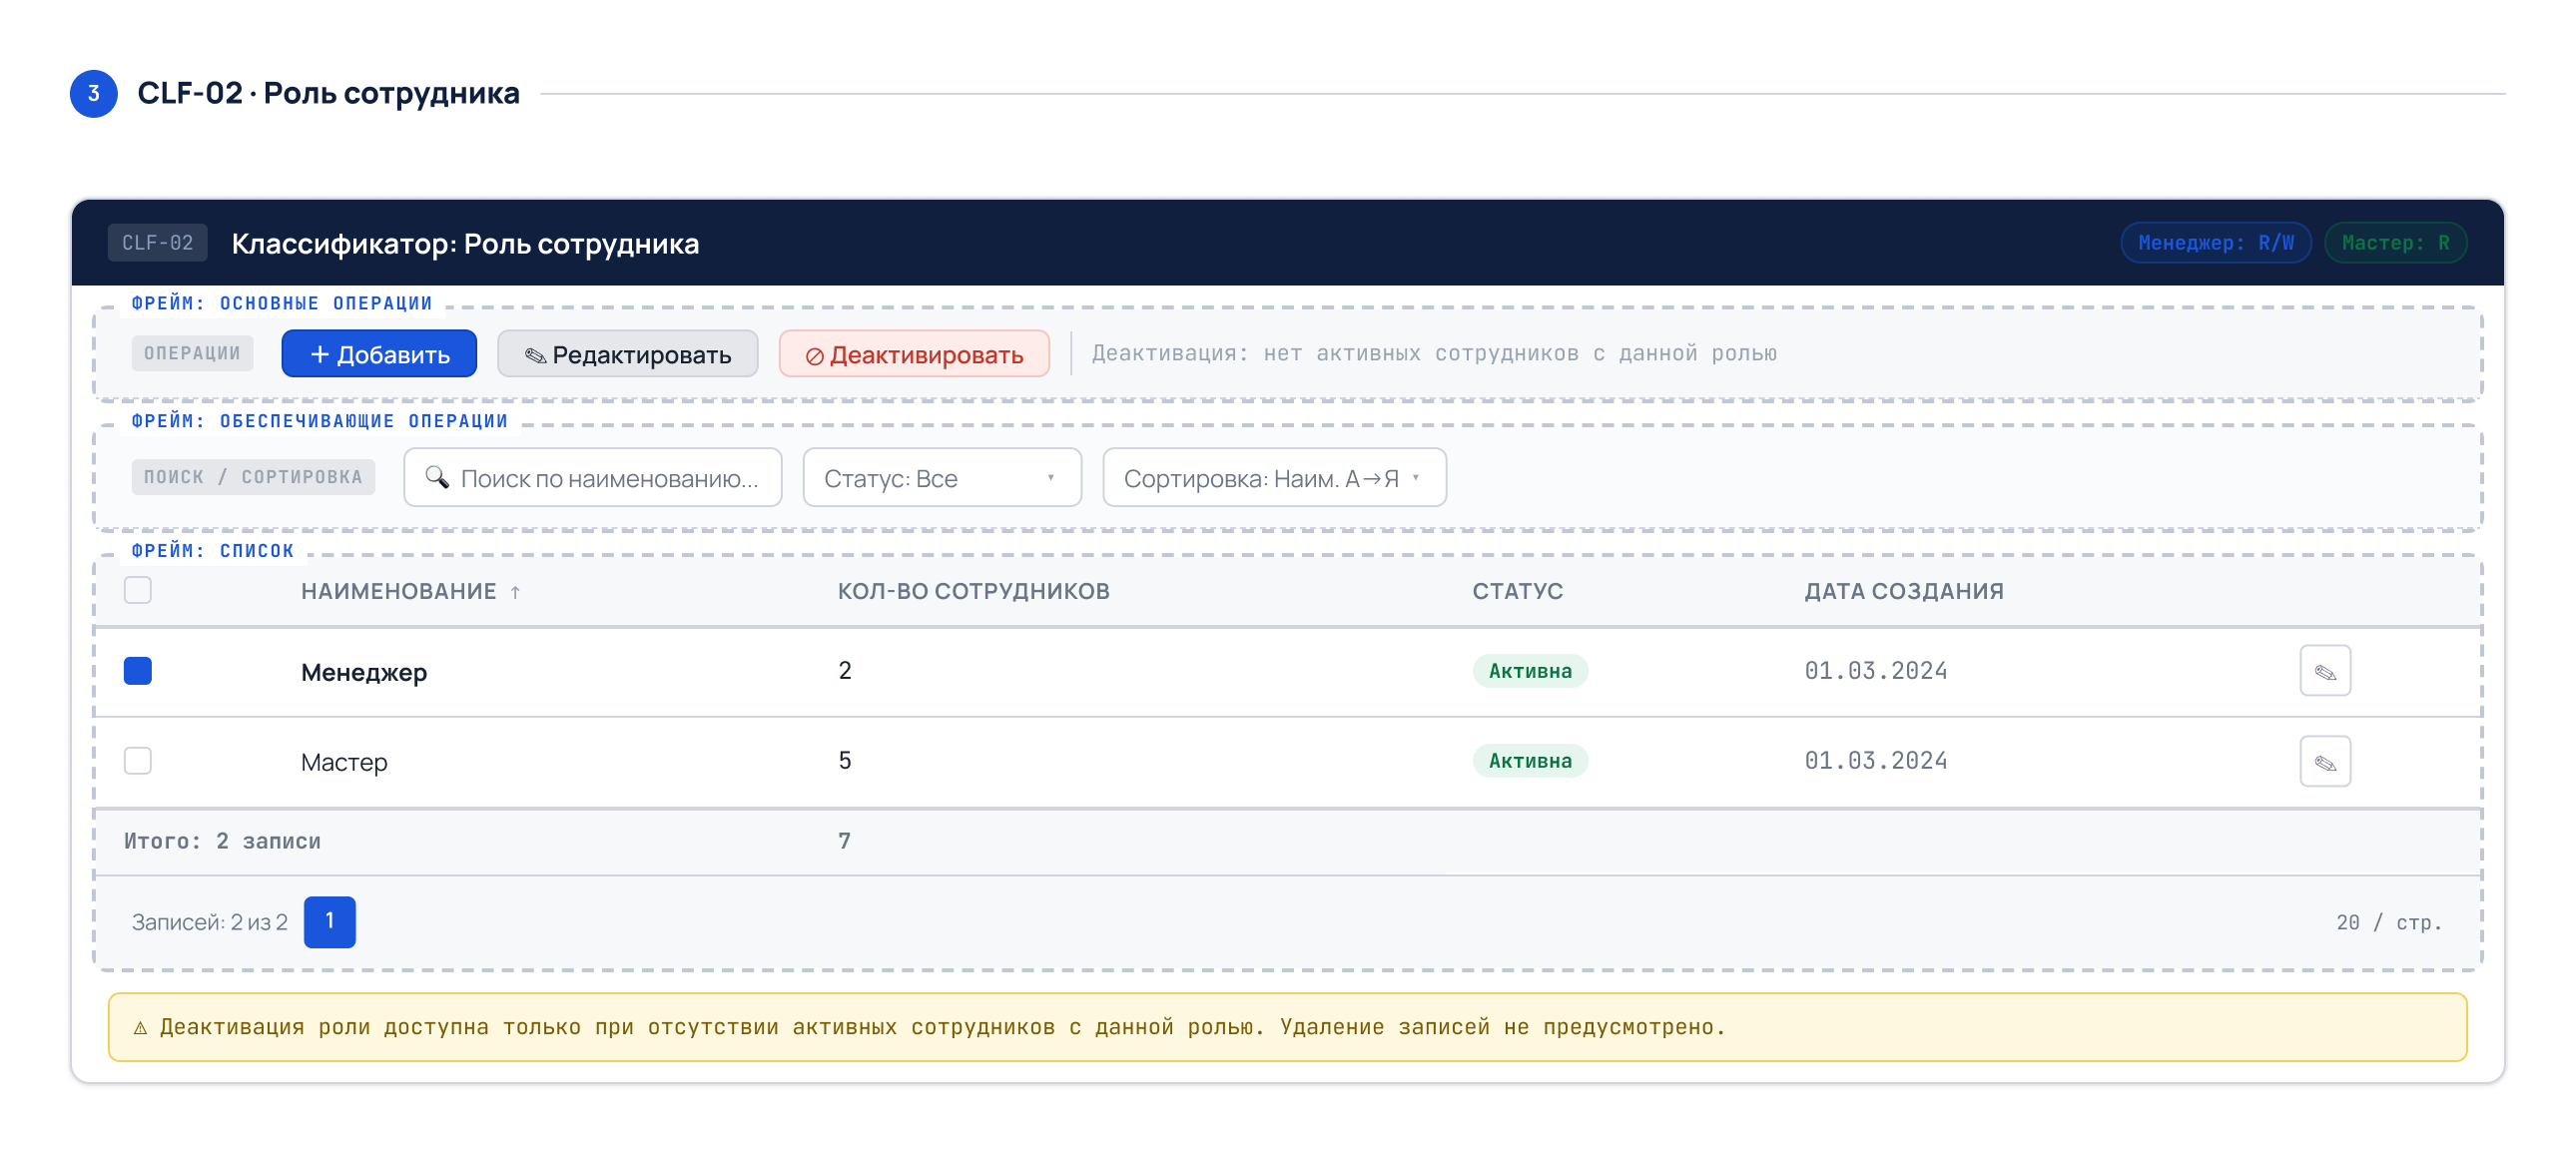 3 CLF-02 · Роль сотрудника
CLF-02 Классификатор: Роль сотрудника Менеджер: R/W Мастер: R
ФРЕЙМ: ОСНОВНЫЕ ОПЕРАЦИИ
ОПЕРАЦИИ + Добавить ✎ Редактировать ⊘ Деактивировать Деактивация: нет активных сотрудников с данной ролью
ФРЕЙМ: ОБЕСПЕЧИВАЮЩИЕ ОПЕРАЦИИ
ПОИСК / СОРТИРОВКА 🔍 Поиск по наименованию... Статус: Все ▾ Сортировка: Наим. А→Я ▾
ФРЕЙМ: СПИСОК
НАИМЕНОВАНИЕ ↑ КОЛ-ВО СОТРУДНИКОВ СТАТУС ДАТА СОЗДАНИЯ
Менеджер 2 Активна 01.03.2024 ✎
Мастер 5 Активна 01.03.2024 ✎
Итого: 2 записи 7
Записей: 2 из 2 1 20 / стр.
⚠ Деактивация роли доступна только при отсутствии активных сотрудников с данной ролью. Удаление записей не предусмотрено.